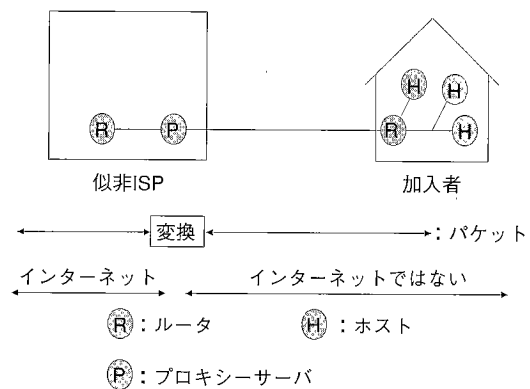 H
H
R
P
R
H
似非ISP
加入者
変換
：パケット
インターネット
インターネットではない
R：ルータ
H：ホスト
P：プロキシーサーバ